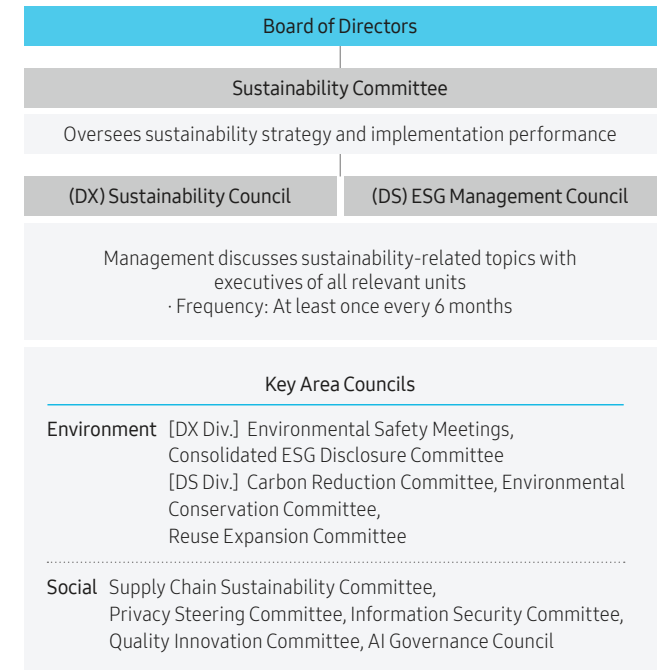 Board of Directors
Sustainability Committee
Oversees sustainability strategy and implementation performance
(DX) Sustainability Council
(DS) ESG Management Council
Management discusses sustainability-related topics with
executives of all relevant units
· Frequency: At least once every 6 months
Key Area Councils
Environment [DX Div.] Environmental Safety Meetings,
Consolidated ESG Disclosure Committee
[DS Div.] Carbon Reduction Committee, Environmental
Conservation Committee,
Reuse Expansion Committee
Social Supply Chain Sustainability Committee,
Privacy Steering Committee, Information Security Committee,
Quality Innovation Committee, AI Governance Council